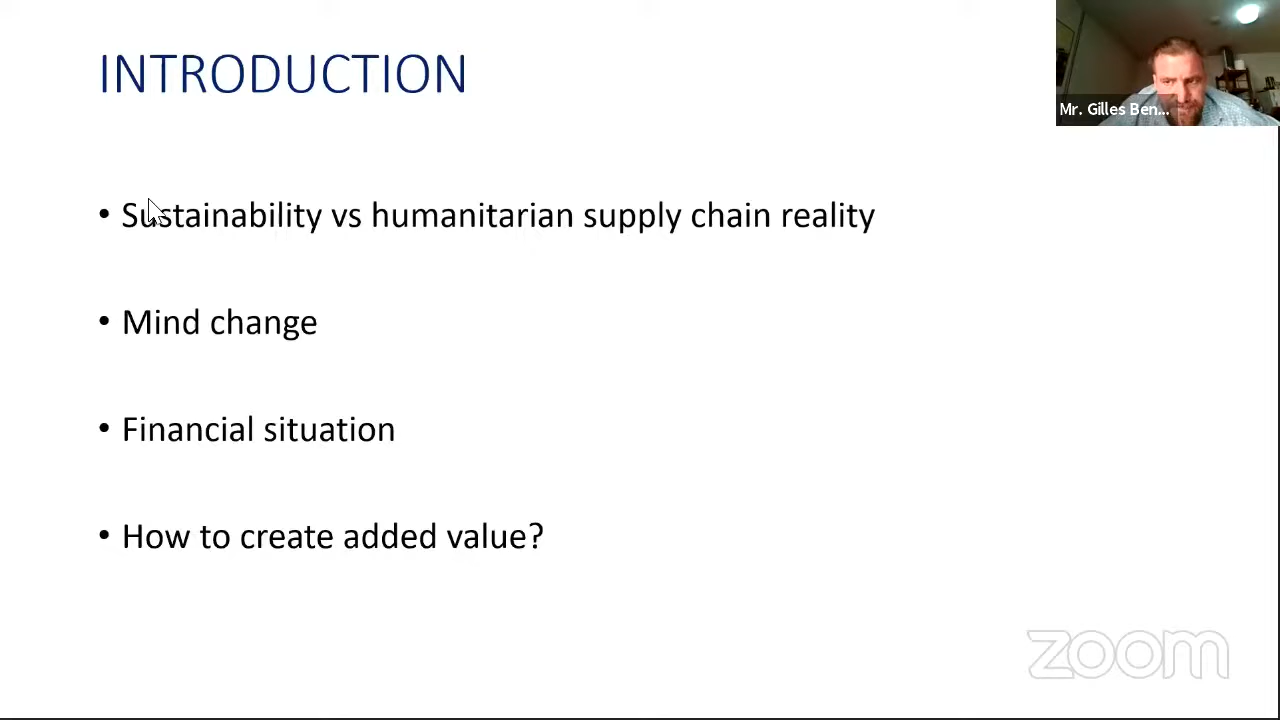 INTRODUCTION
Mr. Gilles Ben...
• Sustainability vs humanitarian supply chain reality
• Mind change
• Financial situation
• How to create added value?
zoom